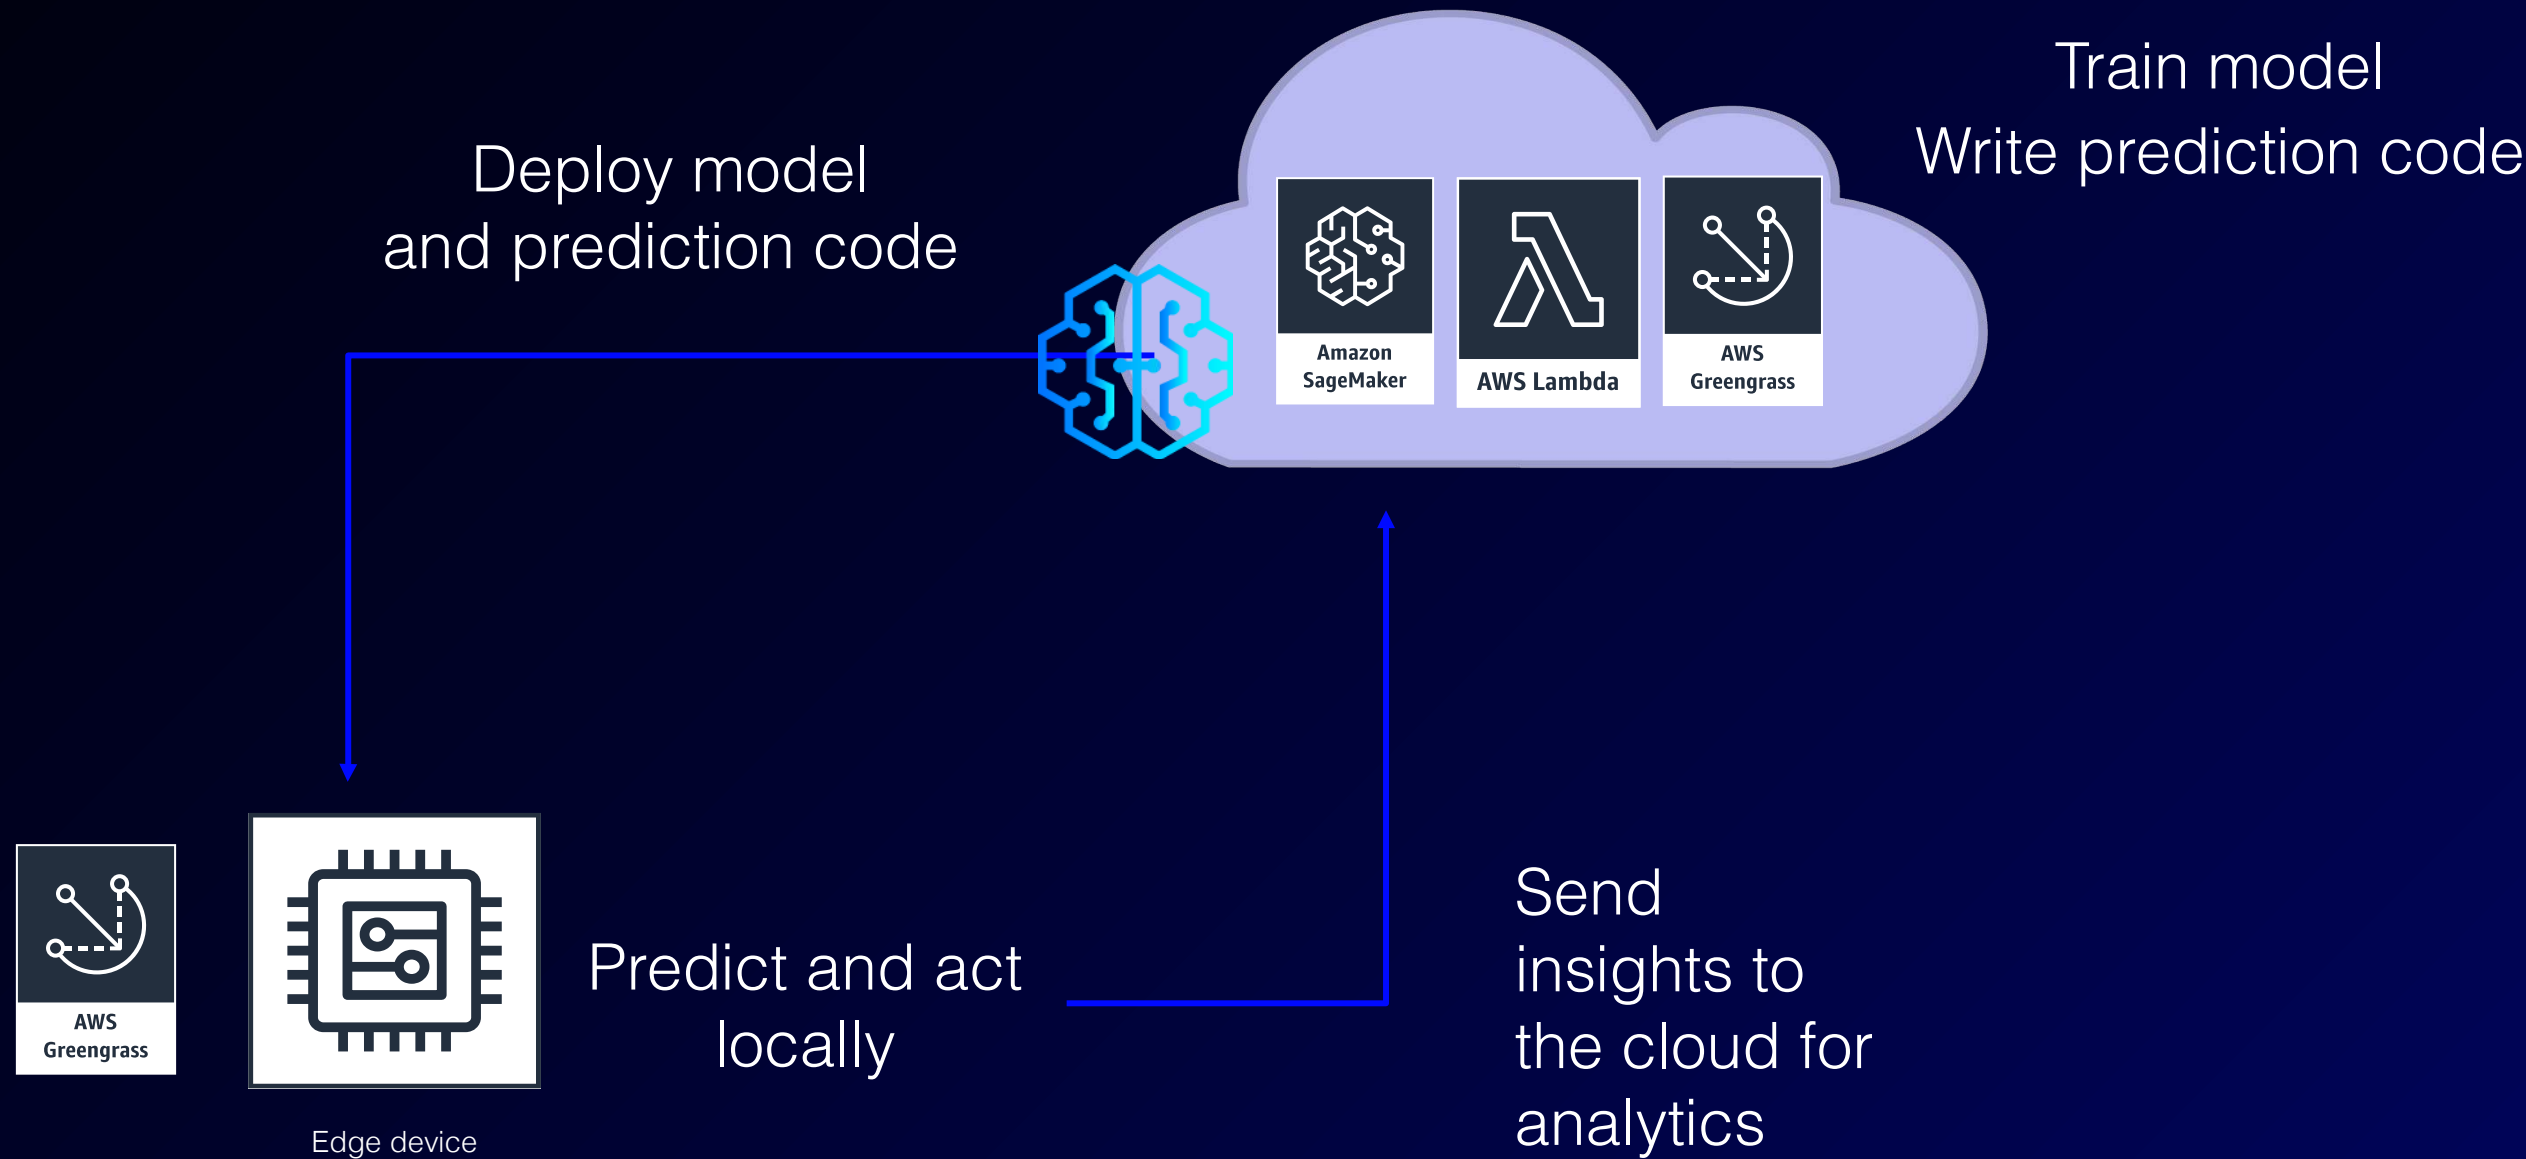 Train model
Write prediction code
Deploy model
and prediction code
Amazon
SageMaker
AWS Lambda
AWS
Greengrass
AWS
Greengrass
Edge device
Predict and act
locally
Send
insights to
the cloud for
analytics